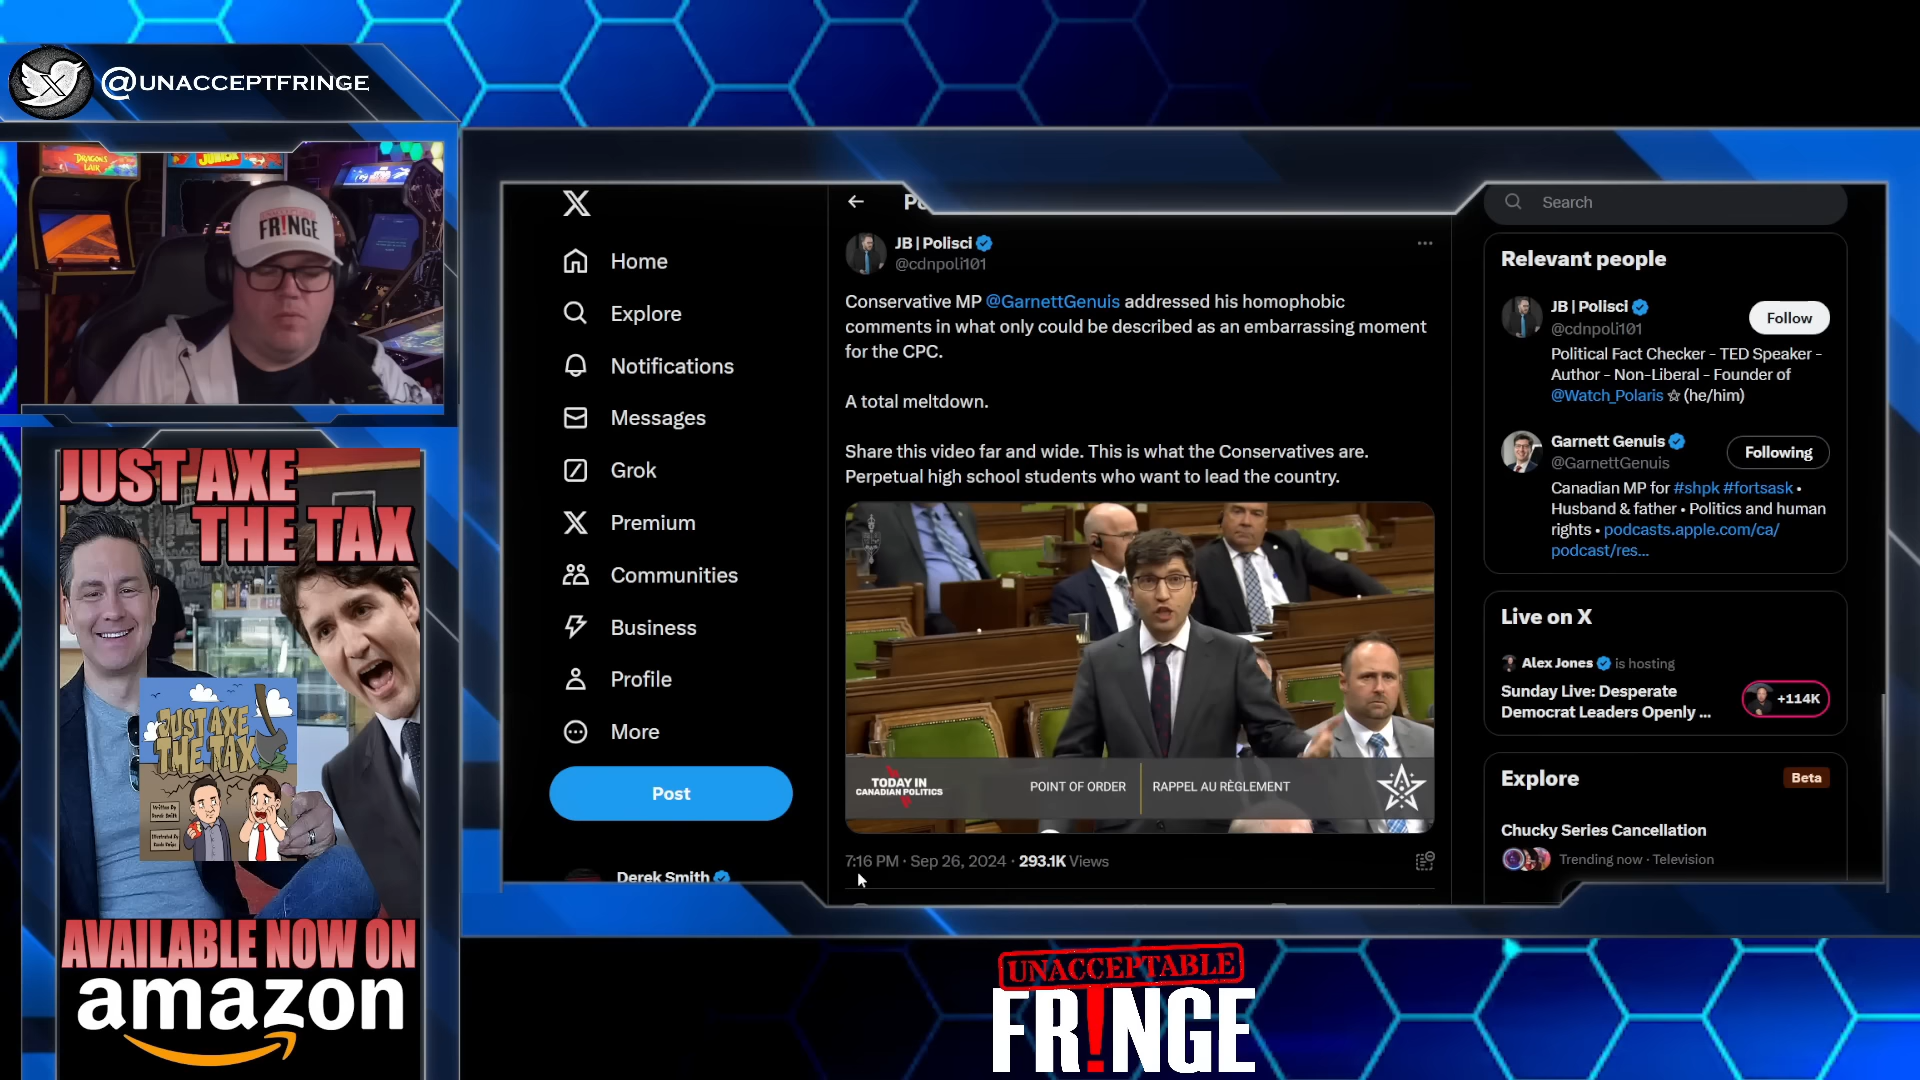 @UNACCEPTFRINGE
DRAGON'S
LAIR
JUNIOR
FR!NGE
JUST AXE
THE TAX
JUST AXE
THE TAX
AVAILABLE NOW ON
amazon
Home
Explore
Notifications
Messages
Grok
Premium
Communities
Business
Profile
More
Post
Derek Smith
JB | Polisci
@cdnpoli101
Conservative MP @GarnettGenuis addressed his homophobic
comments in what only could be described as an embarrassing moment
for the CPC.
A total meltdown.
Share this video far and wide. This is what the Conservatives are.
Perpetual high school students who want to lead the country.
TODAY IN
CANADIAN POLITICS
POINT OF ORDER
RAPPEL AU RÈGLEMENT
7:16 PM · Sep 26, 2024 · 293.1K Views
Search
Relevant people
JB | Polisci
@cdnpoli101
Follow
Political Fact Checker - TED Speaker -
Author - Non-Liberal - Founder of
@Watch_Polaris ☆ (he/him)
Garnett Genuis
@GarnettGenuis
Following
Canadian MP for #shpk #fortsask •
Husband & father • Politics and human
rights • podcasts.apple.com/ca/
podcast/res...
Live on X
Alex Jones is hosting
Sunday Live: Desperate
Democrat Leaders Openly ...
+114K
Explore
Beta
Chucky Series Cancellation
Trending now · Television
UNACCEPTABLE
FR!NGE